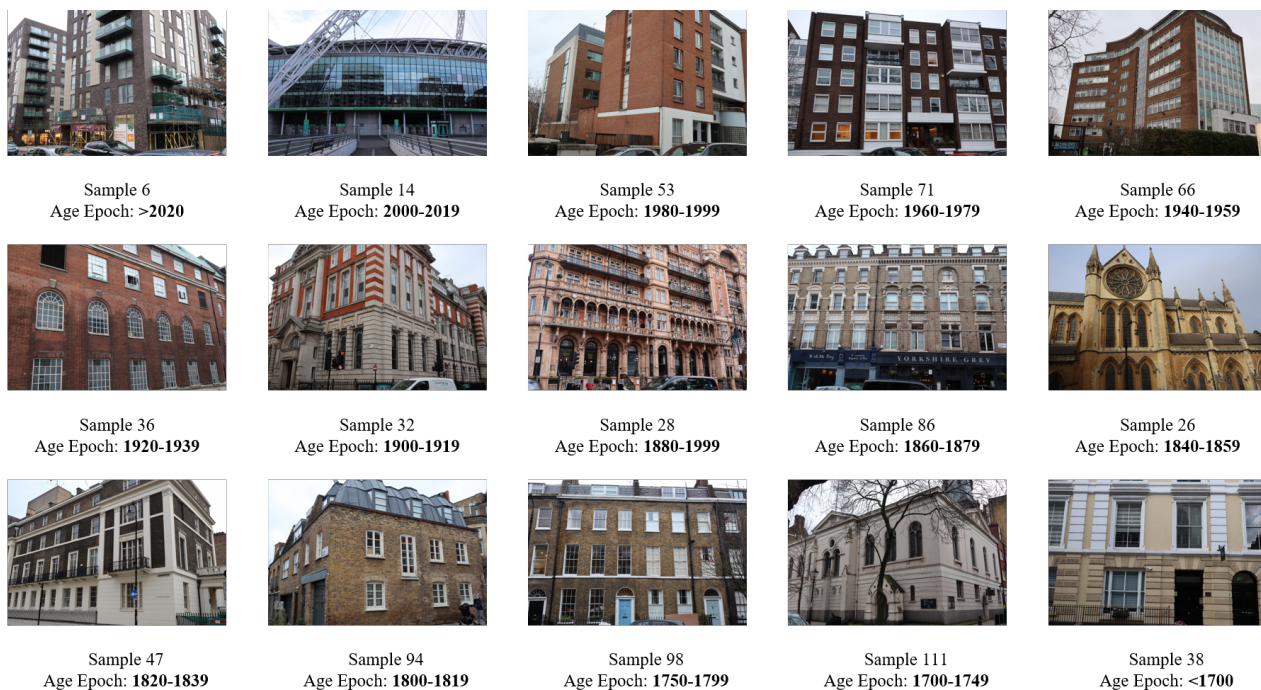 Sample 6
Age Epoch: >2020
Sample 14
Age Epoch: 2000-2019
Sample 53
Age Epoch: 1980-1999
Sample 71
Age Epoch: 1960-1979
Sample 66
Age Epoch: 1940-1959
Sample 36
Age Epoch: 1920-1939
Sample 32
Age Epoch: 1900-1919
Sample 28
Age Epoch: 1880-1999
YORKSHIRE GREY
Sample 86
Age Epoch: 1860-1879
Sample 26
Age Epoch: 1840-1859
Sample 47
Age Epoch: 1820-1839
Sample 94
Age Epoch: 1800-1819
Sample 98
Age Epoch: 1750-1799
Sample 111
Age Epoch: 1700-1749
Sample 38
Age Epoch: <1700